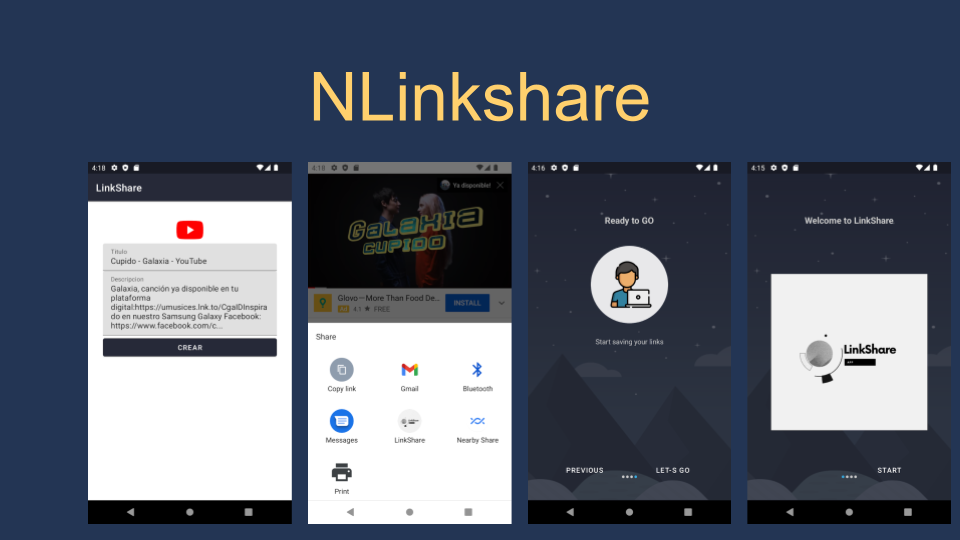 NLinkshare
4:18
LinkShare
Título
Cupido - Galaxia - YouTube
Descripcion
Galaxia, canción ya disponible en tu
plataforma
digital:https://umusices.lnk.to/CgalDInspira
do en nuestro Samsung Galaxy Facebook:
https://www.facebook.com/c...
CREAR
4:18
Ya disponible!
Galaxia
CUPIDO
Glovo -- More Than Food De...
INSTALL
Ad 4.1 ★ FREE
Share
Copy link
Gmail
Bluetooth
Messages
LinkShare
Nearby Share
Print
4:16
Ready to GO
Start saving your links
PREVIOUS
LET-S GO
4:15
Welcome to LinkShare
LinkShare
START